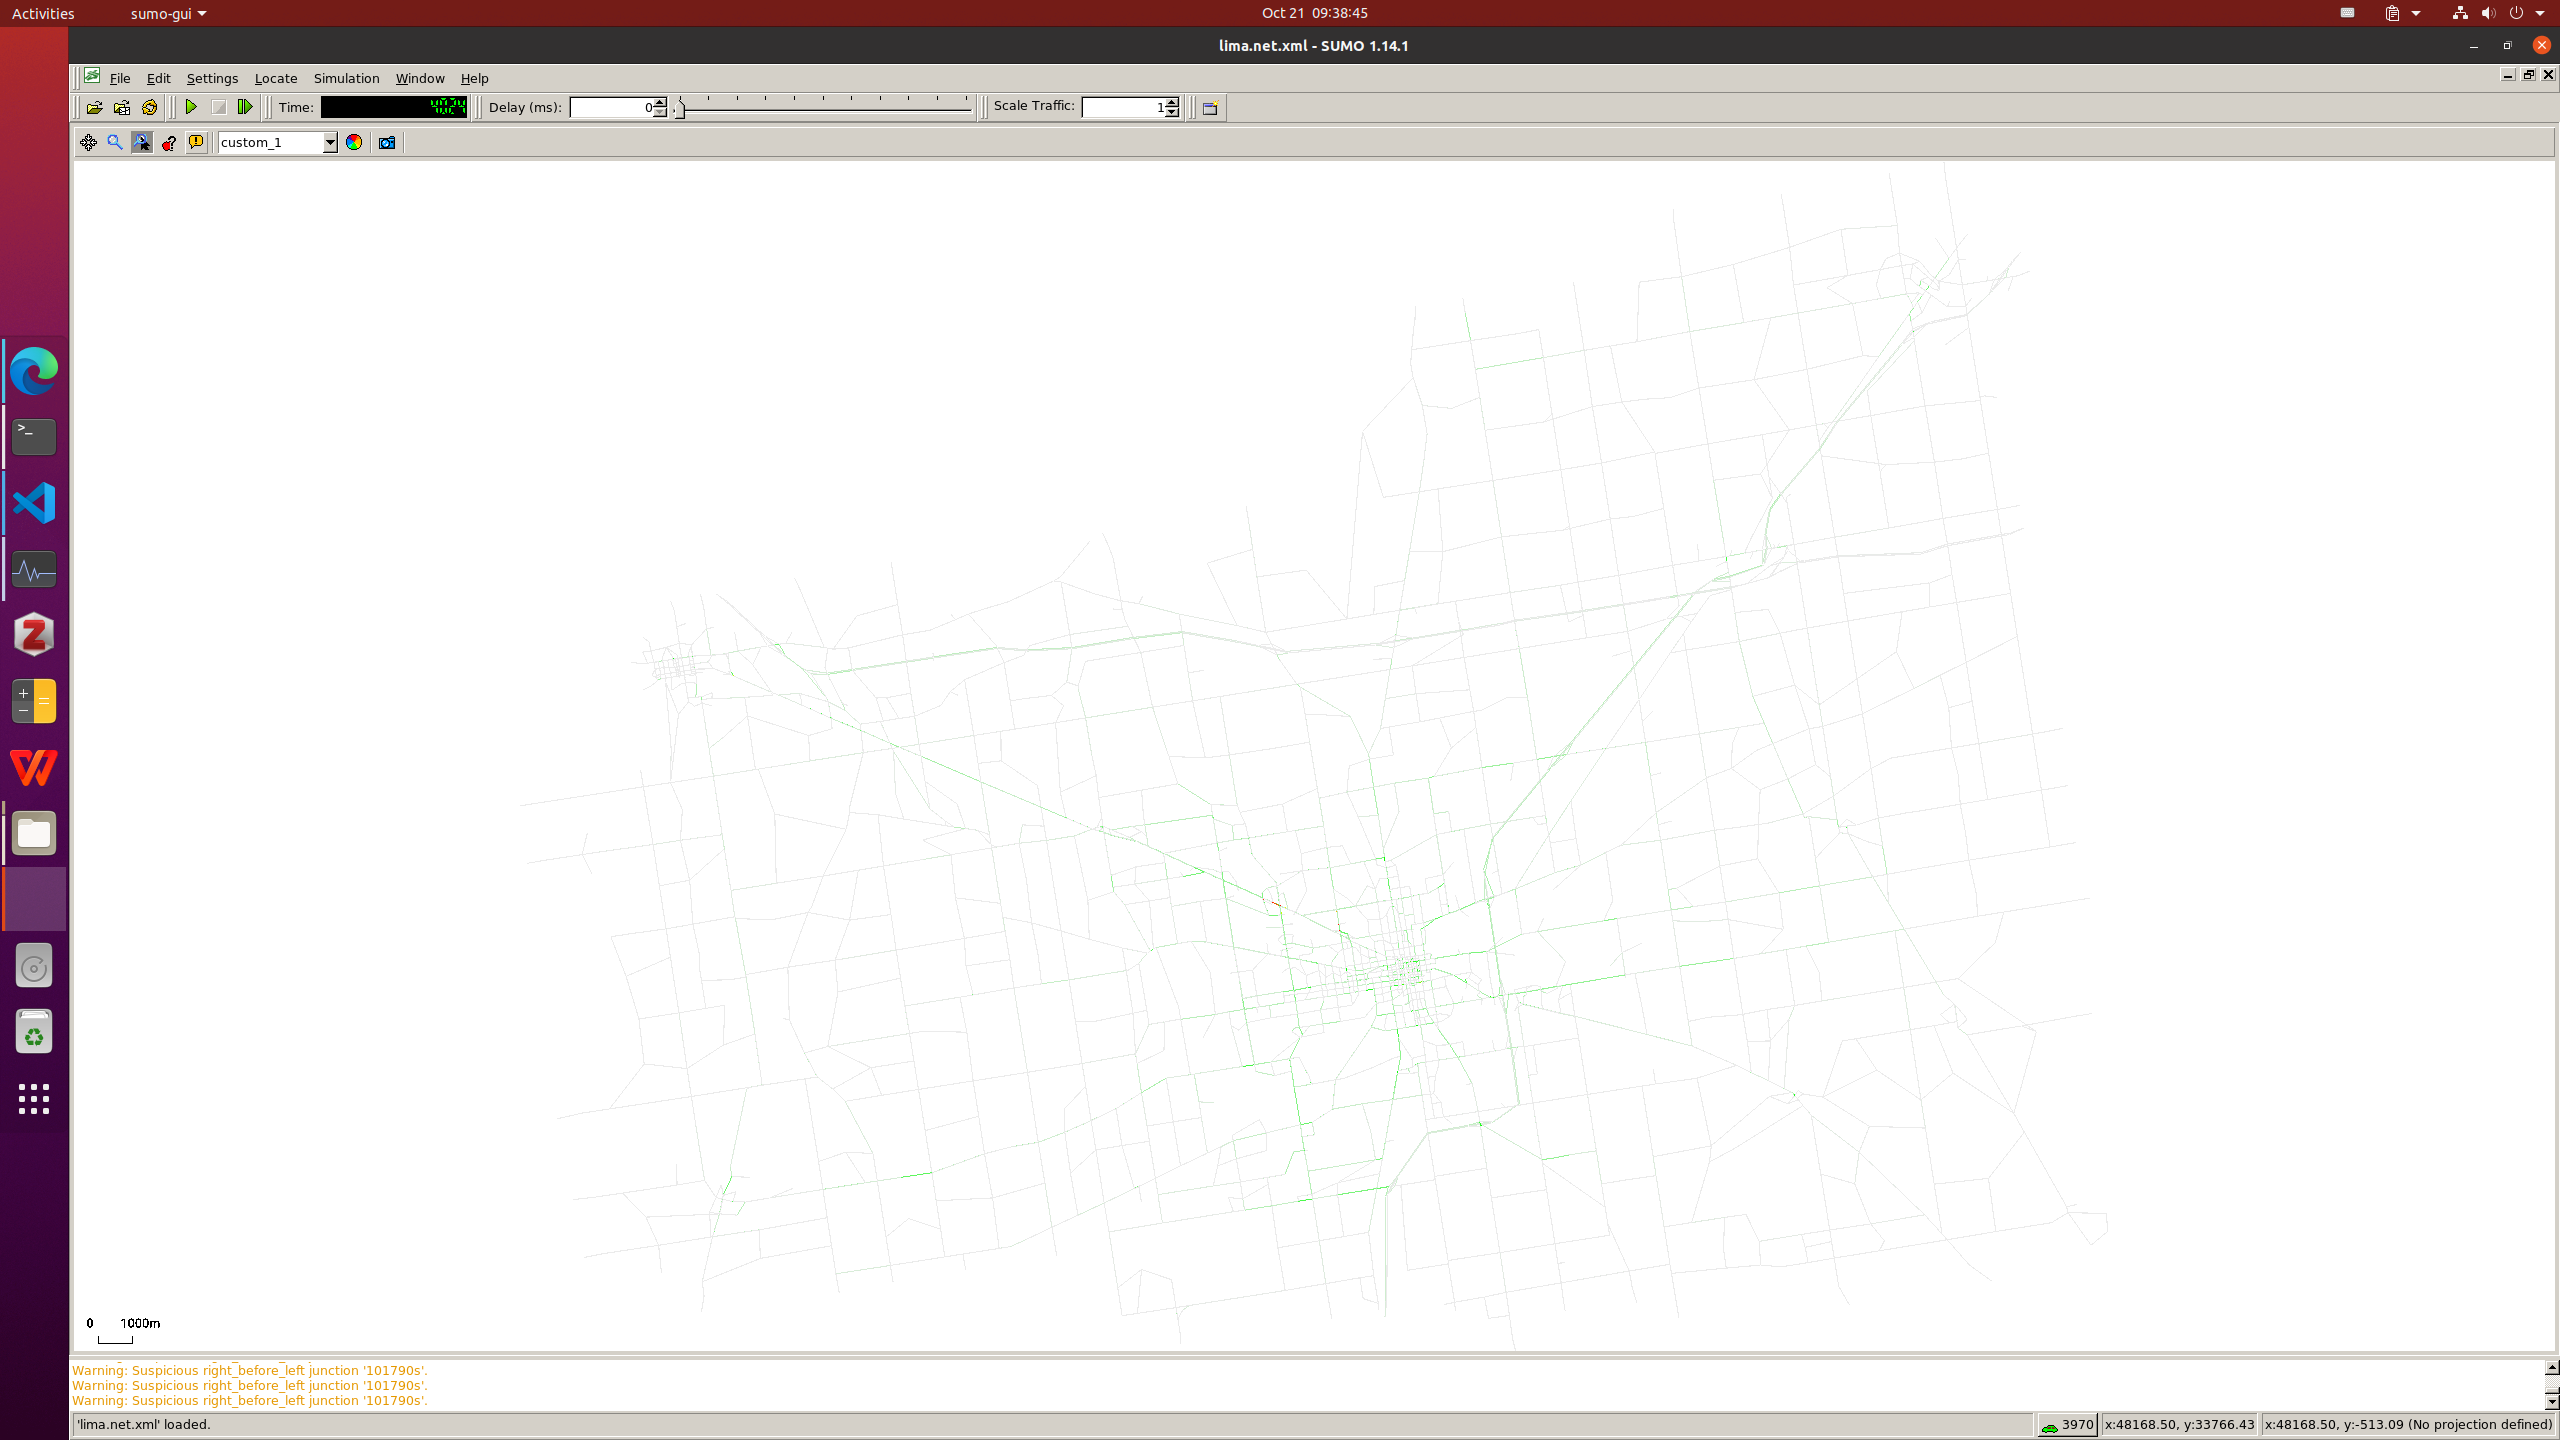 Activities
sumo-gui
Oct 21 09:38:45
lima.net.xml - SUMO 1.14.1
File Edit Settings Locate Simulation Window Help
Time: 4024 Delay (ms): 0 Scale Traffic: 1
custom_1
0 1000m
Warning: Suspicious right_before_left junction '101790s'.
Warning: Suspicious right_before_left junction '101790s'.
Warning: Suspicious right_before_left junction '101790s'.
'lima.net.xml' loaded.
3970
x:48168.50, y:33766.43
x:48168.50, y:-513.09 (No projection defined)